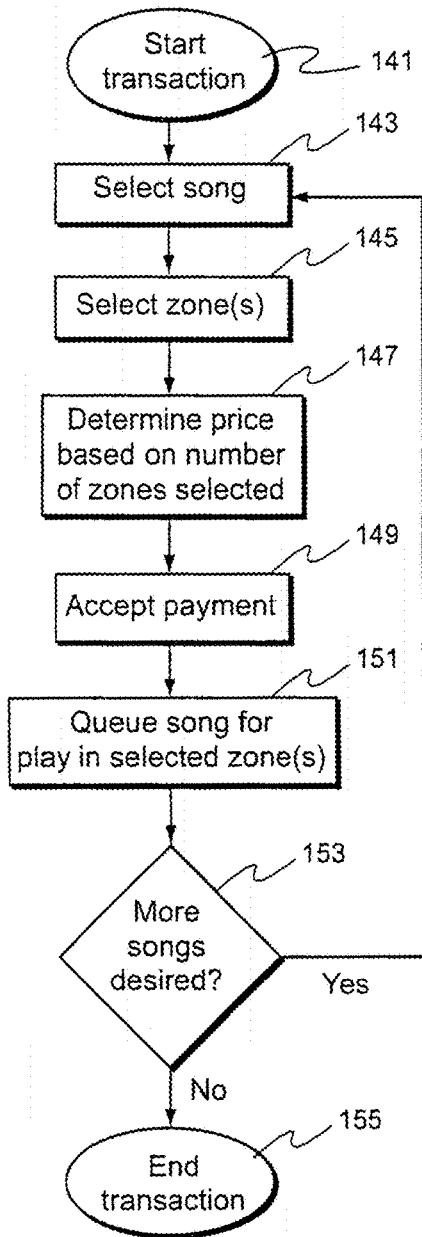 Start
transaction
141
143
Select song
145
Select zone(s)
147
Determine price
based on number
of zones selected
149
Accept payment
151
Queue song for
play in selected zone(s)
153
More
songs
desired?
Yes
No
155
End
transaction